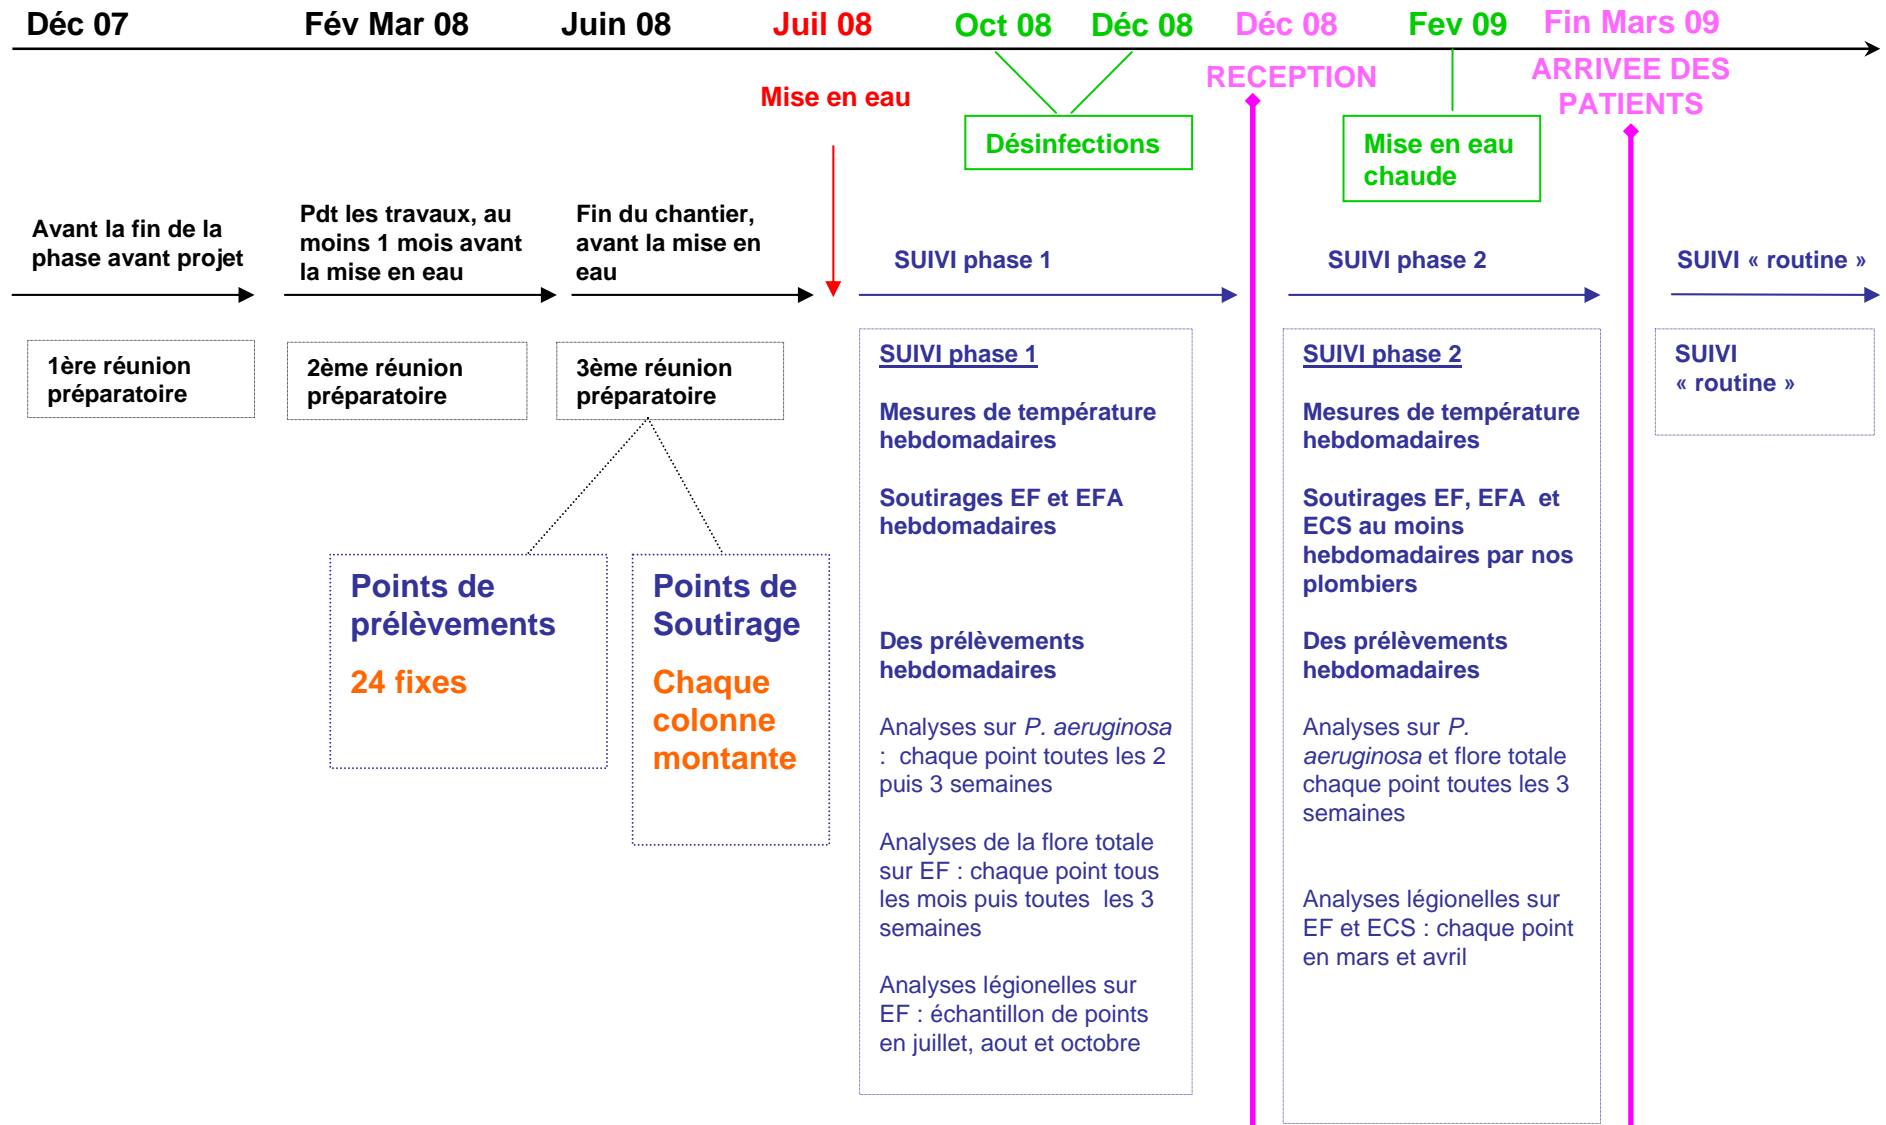 Déc 07
Fév Mar 08
Juin 08
Juil 08
Oct 08
Déc 08
Déc 08
Fev 09
Fin Mars 09
Mise en eau
RECEPTION
ARRIVEE DES
PATIENTS
Désinfections
Mise en eau
chaude
Avant la fin de la
phase avant projet
Pdt les travaux, au
moins 1 mois avant
la mise en eau
Fin du chantier,
avant la mise en
eau
SUIVI phase 1
SUIVI phase 2
SUIVI « routine »
1ère réunion
préparatoire
2ème réunion
préparatoire
3ème réunion
préparatoire
Points de
prélèvements
24 fixes
Points de
Soutirage
Chaque
colonne
montante
SUIVI phase 1
Mesures de température
hebdomadaires
Soutirages EF et EFA
hebdomadaires
Des prélèvements
hebdomadaires
Analyses sur P. aeruginosa
: chaque point toutes les 2
puis 3 semaines
Analyses de la flore totale
sur EF : chaque point tous
les mois puis toutes les 3
semaines
Analyses légionelles sur
EF : échantillon de points
en juillet, aout et octobre
SUIVI phase 2
Mesures de température
hebdomadaires
Soutirages EF, EFA et
ECS au moins
hebdomadaires par nos
plombiers
Des prélèvements
hebdomadaires
Analyses sur P.
aeruginosa et flore totale
chaque point toutes les 3
semaines
Analyses légionelles sur
EF et ECS : chaque point
en mars et avril
SUIVI
« routine »